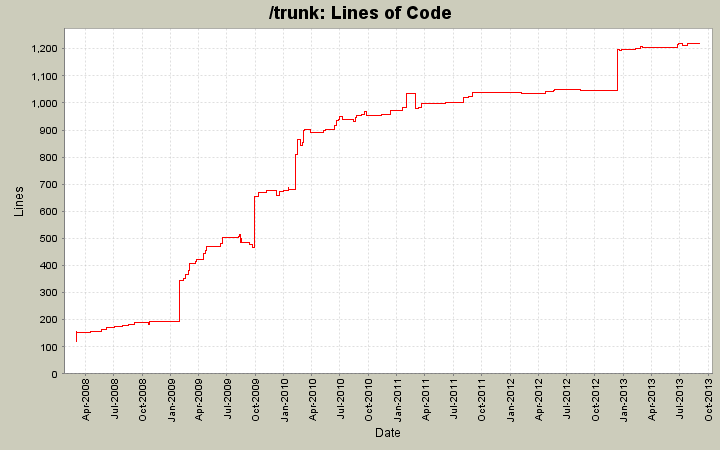 /trunk: Lines of Code
Lines
1,200
1,100
1,000
900
800
700
600
500
400
300
200
100
0
Apr-2008
Jul-2008
Oct-2008
Jan-2009
Apr-2009
Jul-2009
Oct-2009
Jan-2010
Apr-2010
Jul-2010
Oct-2010
Jan-2011
Apr-2011
Jul-2011
Oct-2011
Jan-2012
Apr-2012
Jul-2012
Oct-2012
Jan-2013
Apr-2013
Jul-2013
Oct-2013
Date